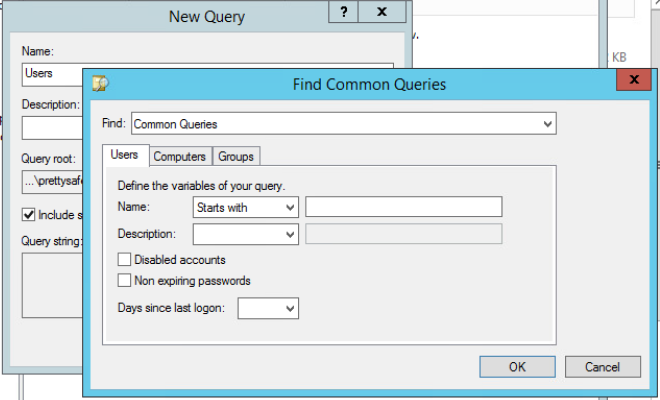 New Query
?
x
Name:
Users
Description:
Query root:
...\prettysafe
Include s
Query string:
v.
KB
Find Common Queries
x
Find: Common Queries
Users Computers Groups
Define the variables of your query.
Name: Starts with
Description:
Disabled accounts
Non expiring passwords
Days since last logon:
OK Cancel